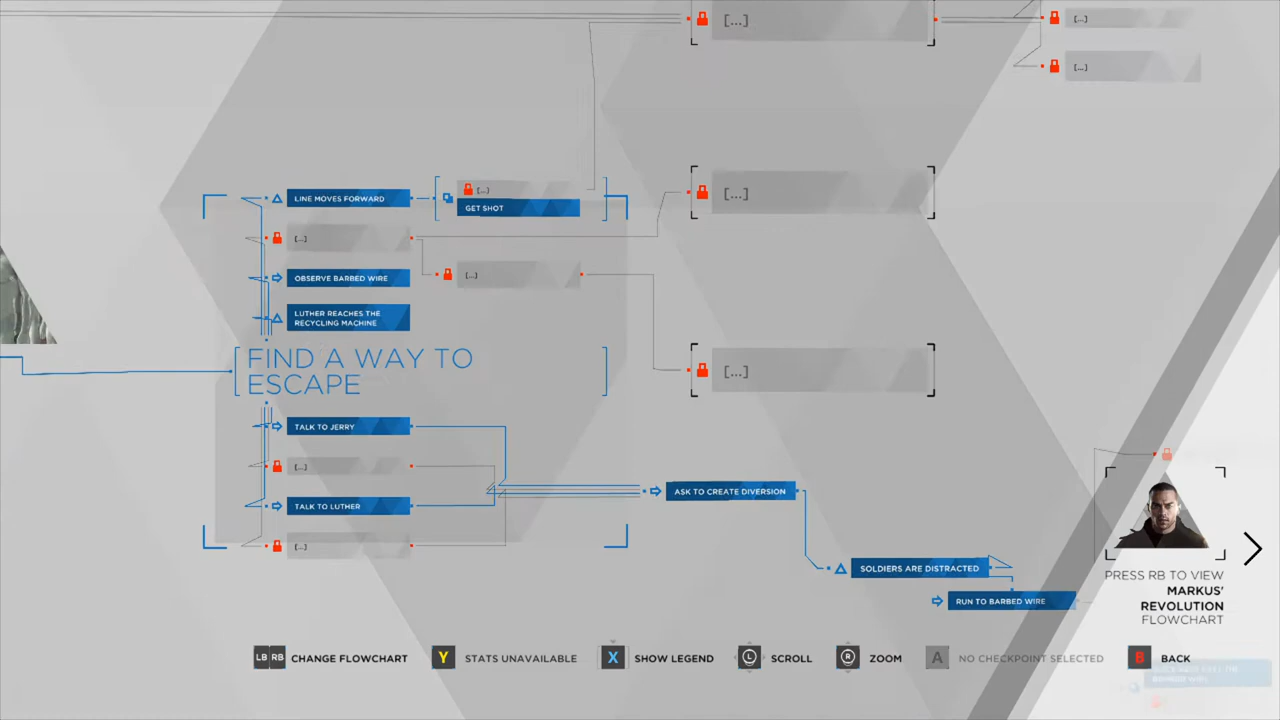 [...]
[...]
[...]
LINE MOVES FORWARD
[...]
GET SHOT
[...]
[...]
OBSERVE BARBED WIRE
[...]
LUTHER REACHES THE
RECYCLING MACHINE
FIND A WAY TO
ESCAPE
[...]
TALK TO JERRY
[...]
TALK TO LUTHER
[...]
ASK TO CREATE DIVERSION
SOLDIERS ARE DISTRACTED
RUN TO BARBED WIRE
PRESS RB TO VIEW
MARKUS'
REVOLUTION
FLOWCHART
LB RB CHANGE FLOWCHART
Y STATS UNAVAILABLE
X SHOW LEGEND
L SCROLL
R ZOOM
A NO CHECKPOINT SELECTED
B BACK